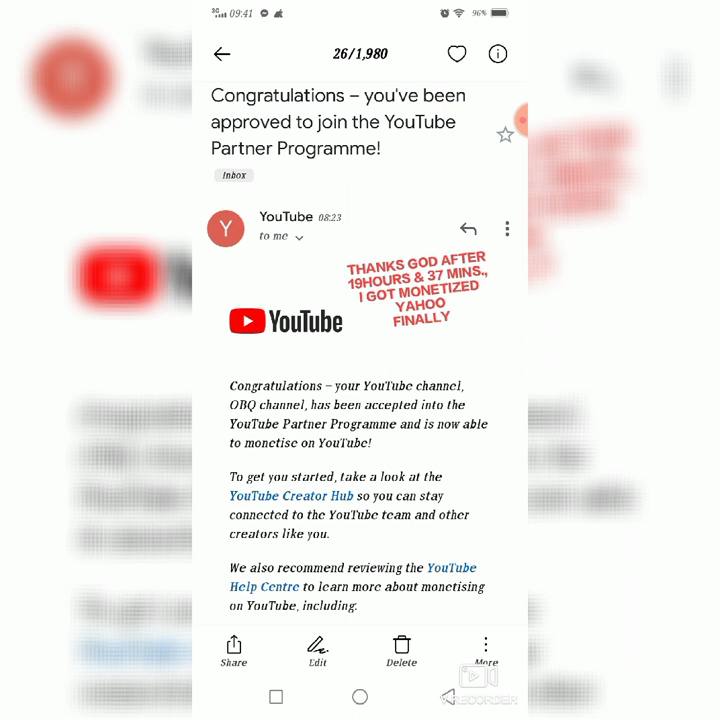 3G 09:41 96%
26/1,980
Congratulations – you've been
approved to join the YouTube
Partner Programme!
Inbox
Y
YouTube 08:23
to me
THANKS GOD AFTER
19HOURS & 37 MINS.,
I GOT MONETIZED
YAHOO
FINALLY
YouTube
Congratulations – your YouTube channel,
OBQ channel, has been accepted into the
YouTube Partner Programme and is now able
to monetise on YouTube!
To get you started, take a look at the
YouTube Creator Hub so you can stay
connected to the YouTube team and other
creators like you.
We also recommend reviewing the YouTube
Help Centre to learn more about monetising
on YouTube, including:
Share Edit Delete More
RECORDER